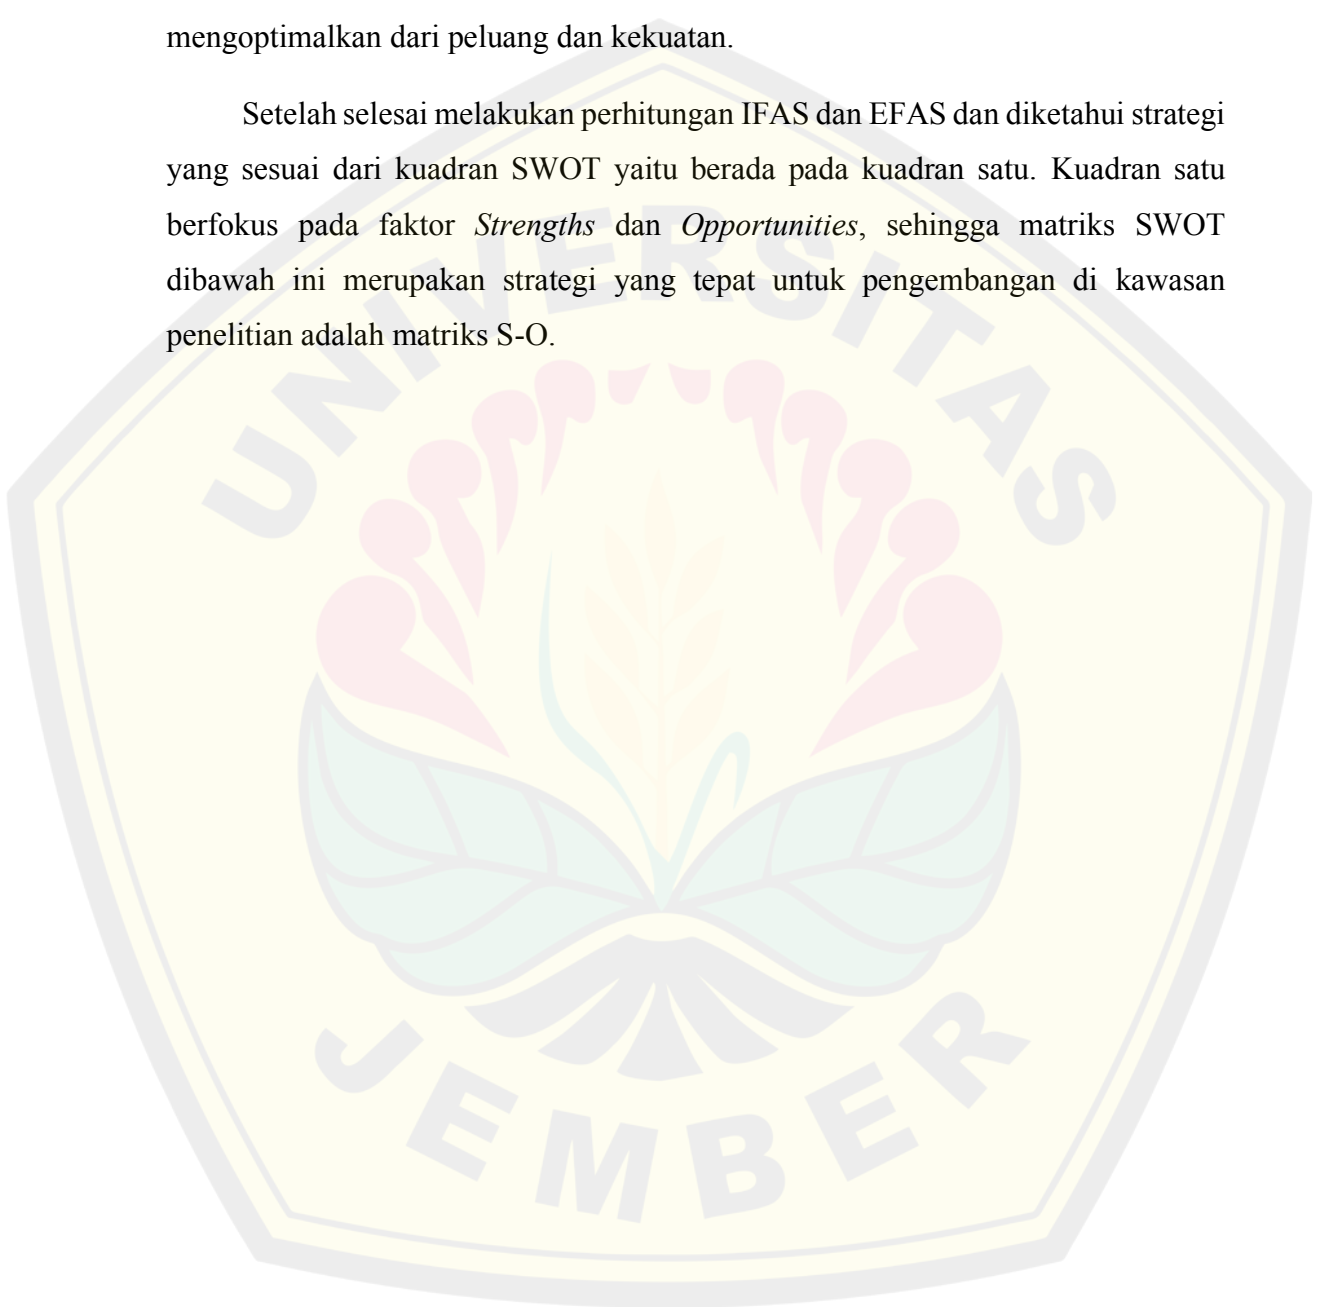 mengoptimalkan dari peluang dan kekuatan.
Setelah selesai melakukan perhitungan IFAS dan EFAS dan diketahui strategi
yang sesuai dari kuadran SWOT yaitu berada pada kuadran satu. Kuadran satu
berfokus pada faktor Strengths dan Opportunities, sehingga matriks SWOT
dibawah ini merupakan strategi yang tepat untuk pengembangan di kawasan
penelitian adalah matriks S-O.
UNIVERSITAS
JEMBER